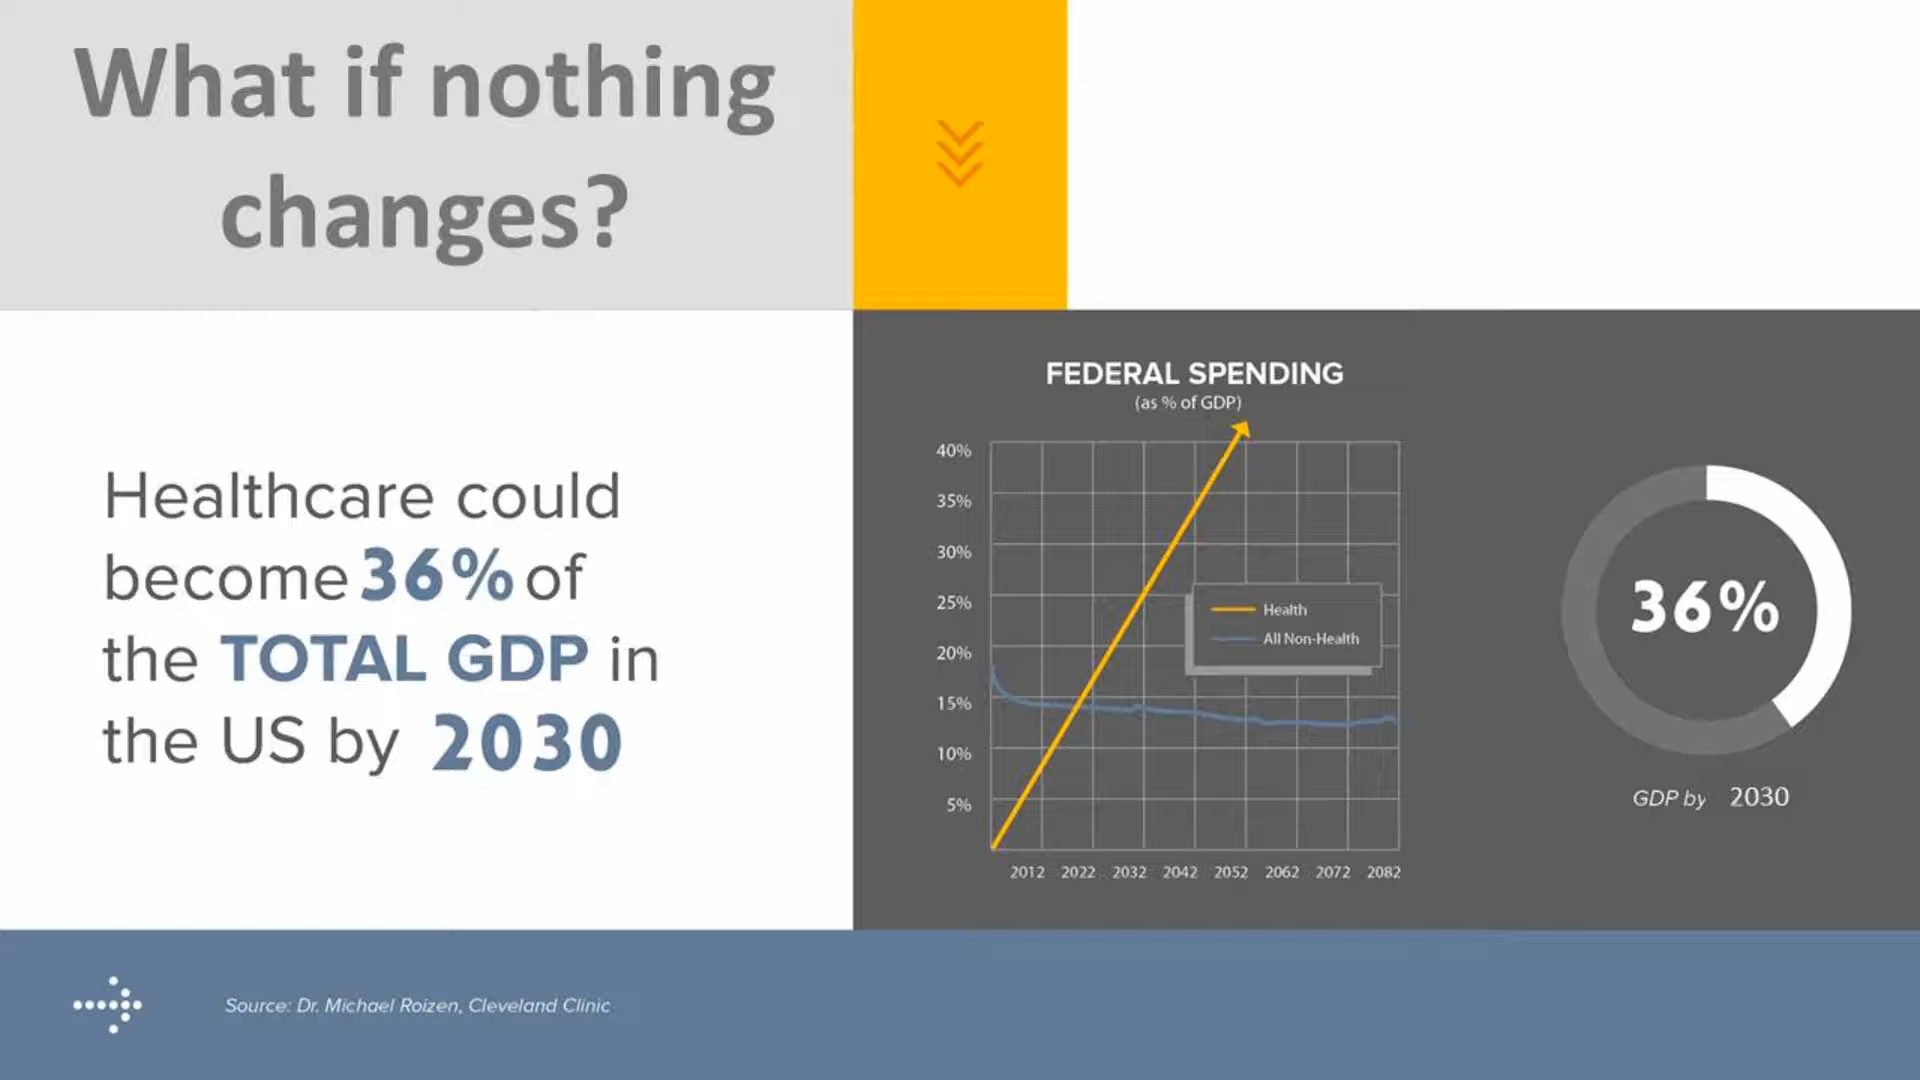 What if nothing
changes?
Healthcare could
become 36% of
the TOTAL GDP in
the US by 2030
FEDERAL SPENDING
(as % of GDP)
40%
35%
30%
25%
20%
15%
10%
5%
Health
All Non-Health
2012 2022 2032 2042 2052 2062 2072 2082
36%
GDP by 2030
Source: Dr. Michael Roizen, Cleveland Clinic